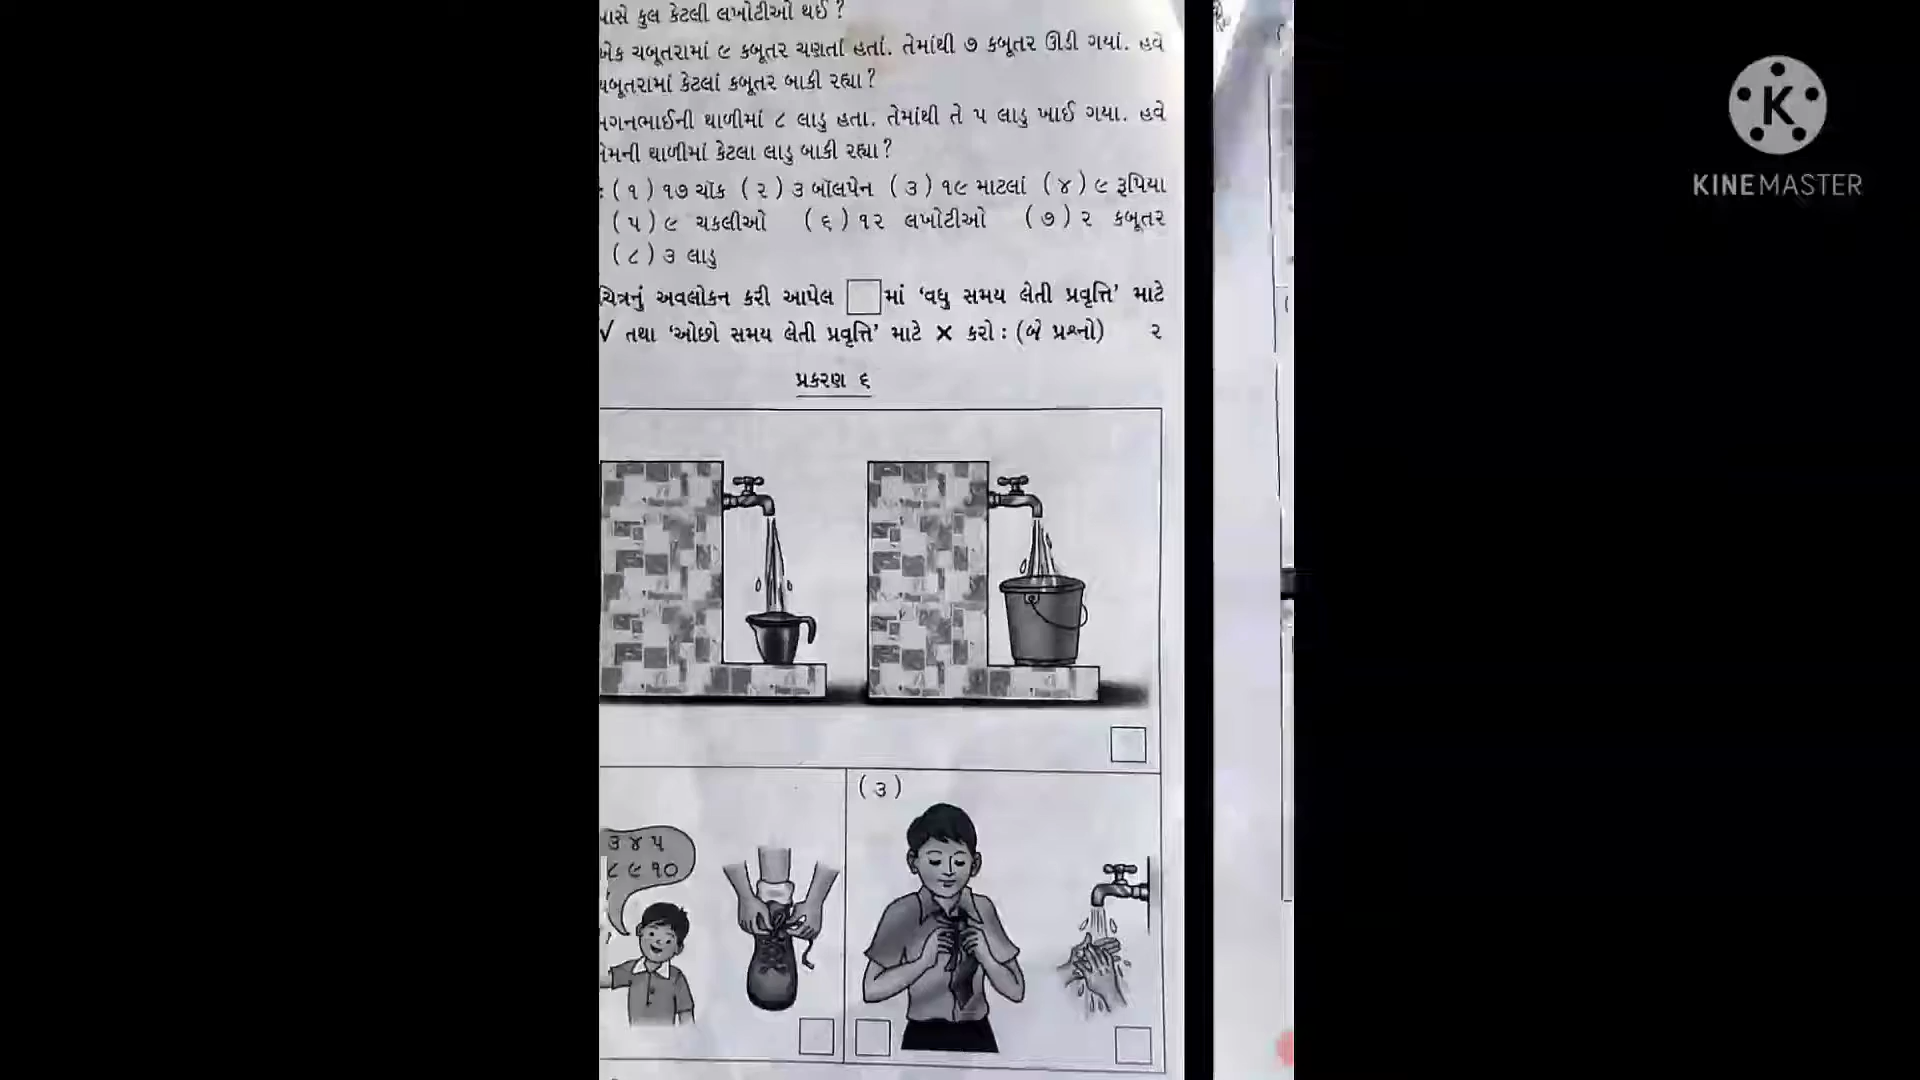 પાસે કુલ કેટલી લખોટીઓ થઈ ?
એક ચબૂતરામાં ૯ કબૂતર ચણતાં હતાં. તેમાંથી ૭ કબૂતર ઊડી ગયાં. હવે
ચબૂતરામાં કેટલાં કબૂતર બાકી રહ્યા ?
મગનભાઈની થાળીમાં ૮ લાડુ હતા. તેમાંથી તે ૫ લાડુ ખાઈ ગયા. હવે
તેમની થાળીમાં કેટલા લાડુ બાકી રહ્યા ?
: (૧) ૧૭ ચૉક (૨) ૩ બૉલપેન (૩) ૧૯ માટલાં (૪) ૯ રૂપિયા
(૫) ૯ ચકલીઓ (૬) ૧૨ લખોટીઓ (૭) ૨ કબૂતર
(૮) ૩ લાડુ
ચિત્રનું અવલોકન કરી આપેલ માં ‘વધુ સમય લેતી પ્રવૃત્તિ’ માટે
√ તથા ‘ઓછો સમય લેતી પ્રવૃત્તિ’ માટે × કરો : (બે પ્રશ્નો) ૨
પ્રકરણ ૬
(૩)
૩ ૪ ૫
૮ ૯ ૧૦
K
KINEMASTER